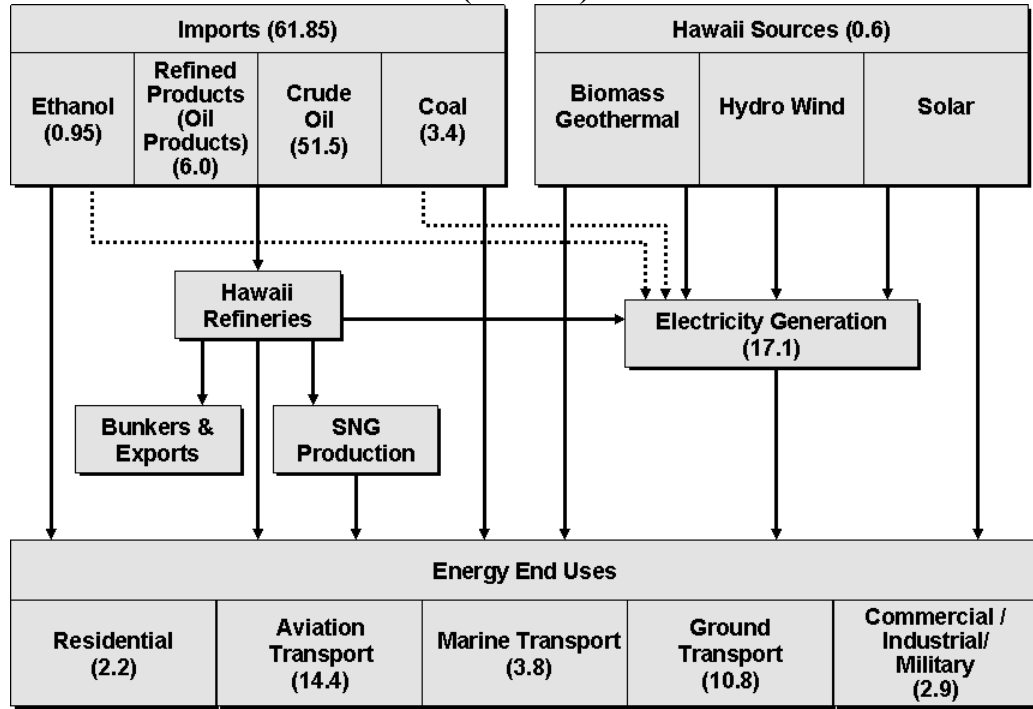 Imports (61.85)
Hawaii Sources (0.6)
Ethanol
(0.95)
Refined
Products
(Oil
Products)
(6.0)
Crude
Oil
(51.5)
Coal
(3.4)
Biomass
Geothermal
Hydro Wind
Solar
Hawaii
Refineries
Electricity Generation
(17.1)
Bunkers &
Exports
SNG
Production
Energy End Uses
Residential
(2.2)
Aviation
Transport
(14.4)
Marine Transport
(3.8)
Ground
Transport
(10.8)
Commercial /
Industrial/
Military
(2.9)